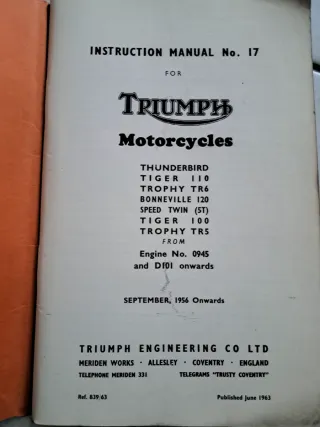 INSTRUCTION MANUAL No. 17
FOR
TRIUMPH
Motorcycles
THUNDERBIRD
TIGER 110
TROPHY TR6
BONNEVILLE 120
SPEED TWIN (5T)
TIGER 100
TROPHY TR5
FROM
Engine No. 0945
and D101 onwards
SEPTEMBER, 1956 Onwards
TRIUMPH ENGINEERING CO LTD
MERIDEN WORKS · ALLESLEY · COVENTRY · ENGLAND
TELEPHONE MERIDEN 331 TELEGRAMS "TRUSTY COVENTRY"
Ref. 839/63 Published June 1963